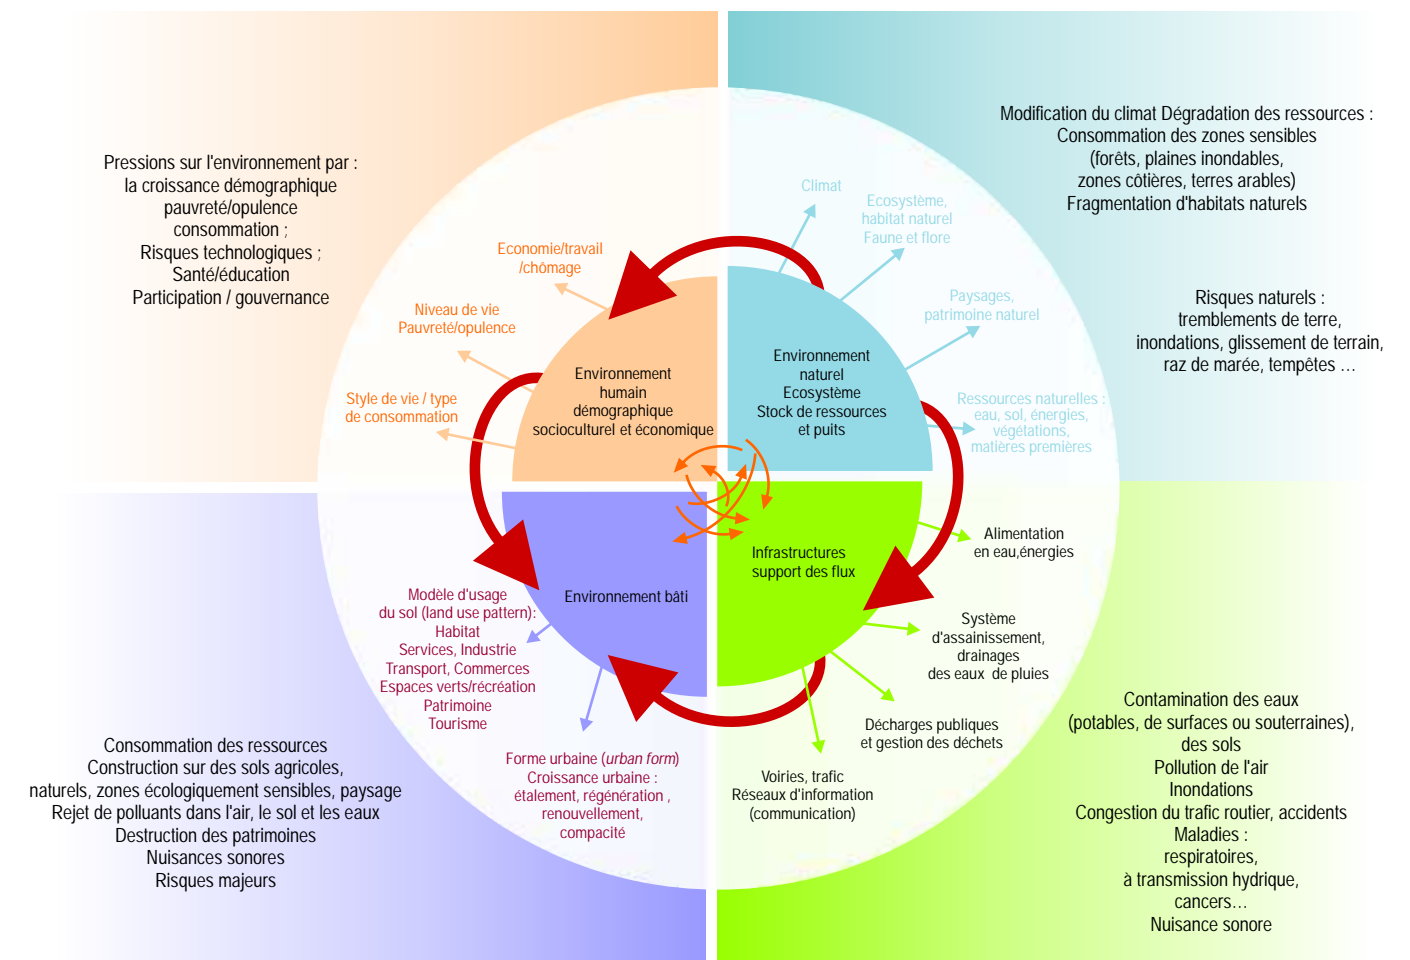 Pressions sur l'environnement par :
la croissance démographique
pauvreté/opulence
consommation ;
Risques technologiques ;
Santé/éducation
Participation / gouvernance
Economie/travail
/chômage
Niveau de vie
Pauvreté/opulence
Style de vie / type
de consommation
Environnement
humain
démographique
socioculturel et économique
Modification du climat Dégradation des ressources :
Consommation des zones sensibles
(forêts, plaines inondables,
zones côtières, terres arables)
Fragmentation d'habitats naturels
Risques naturels :
tremblements de terre,
inondations, glissement de terrain,
raz de marée, tempêtes …
Climat
Ecosystème,
habitat naturel
Faune et flore
Paysages,
patrimoine naturel
Ressources naturelles :
eau, sol, énergies,
végétations,
matières premières
Environnement
naturel
Ecosystème
Stock de ressources
et puits
Environnement bâti
Modèle d'usage
du sol (land use pattern):
Habitat
Services, Industrie
Transport, Commerces
Espaces verts/récréation
Patrimoine
Tourisme
Forme urbaine (urban form)
Croissance urbaine :
étalement, régénération ,
renouvellement,
compacité
Consommation des ressources
Construction sur des sols agricoles,
naturels, zones écologiquement sensibles, paysage
Rejet de polluants dans l'air, le sol et les eaux
Destruction des patrimoines
Nuisances sonores
Risques majeurs
Infrastructures
support des flux
Alimentation
en eau,énergies
Système
d'assainissement,
drainages
des eaux de pluies
Décharges publiques
et gestion des déchets
Voiries, trafic
Réseaux d'information
(communication)
Contamination des eaux
(potables, de surfaces ou souterraines),
des sols
Pollution de l'air
Inondations
Congestion du trafic routier, accidents
Maladies :
respiratoires,
à transmission hydrique,
cancers…
Nuisance sonore